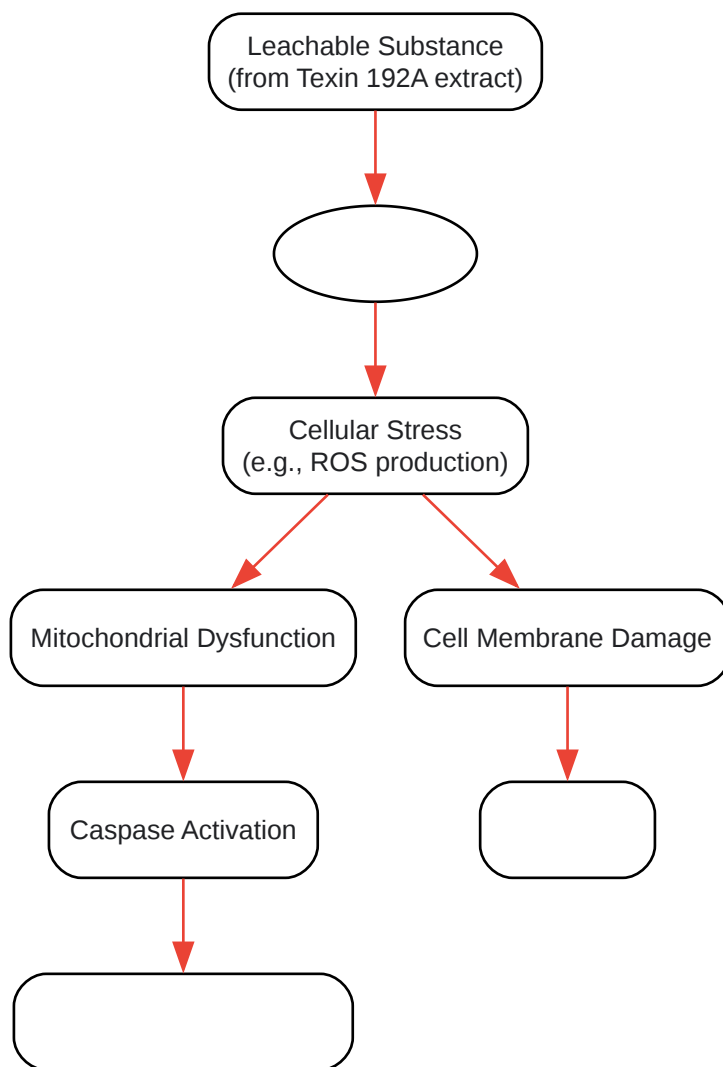 Leachable Substance
(from Texin 192A extract)
Cellular Stress
(e.g., ROS production)
Mitochondrial Dysfunction
Cell Membrane Damage
Caspase Activation